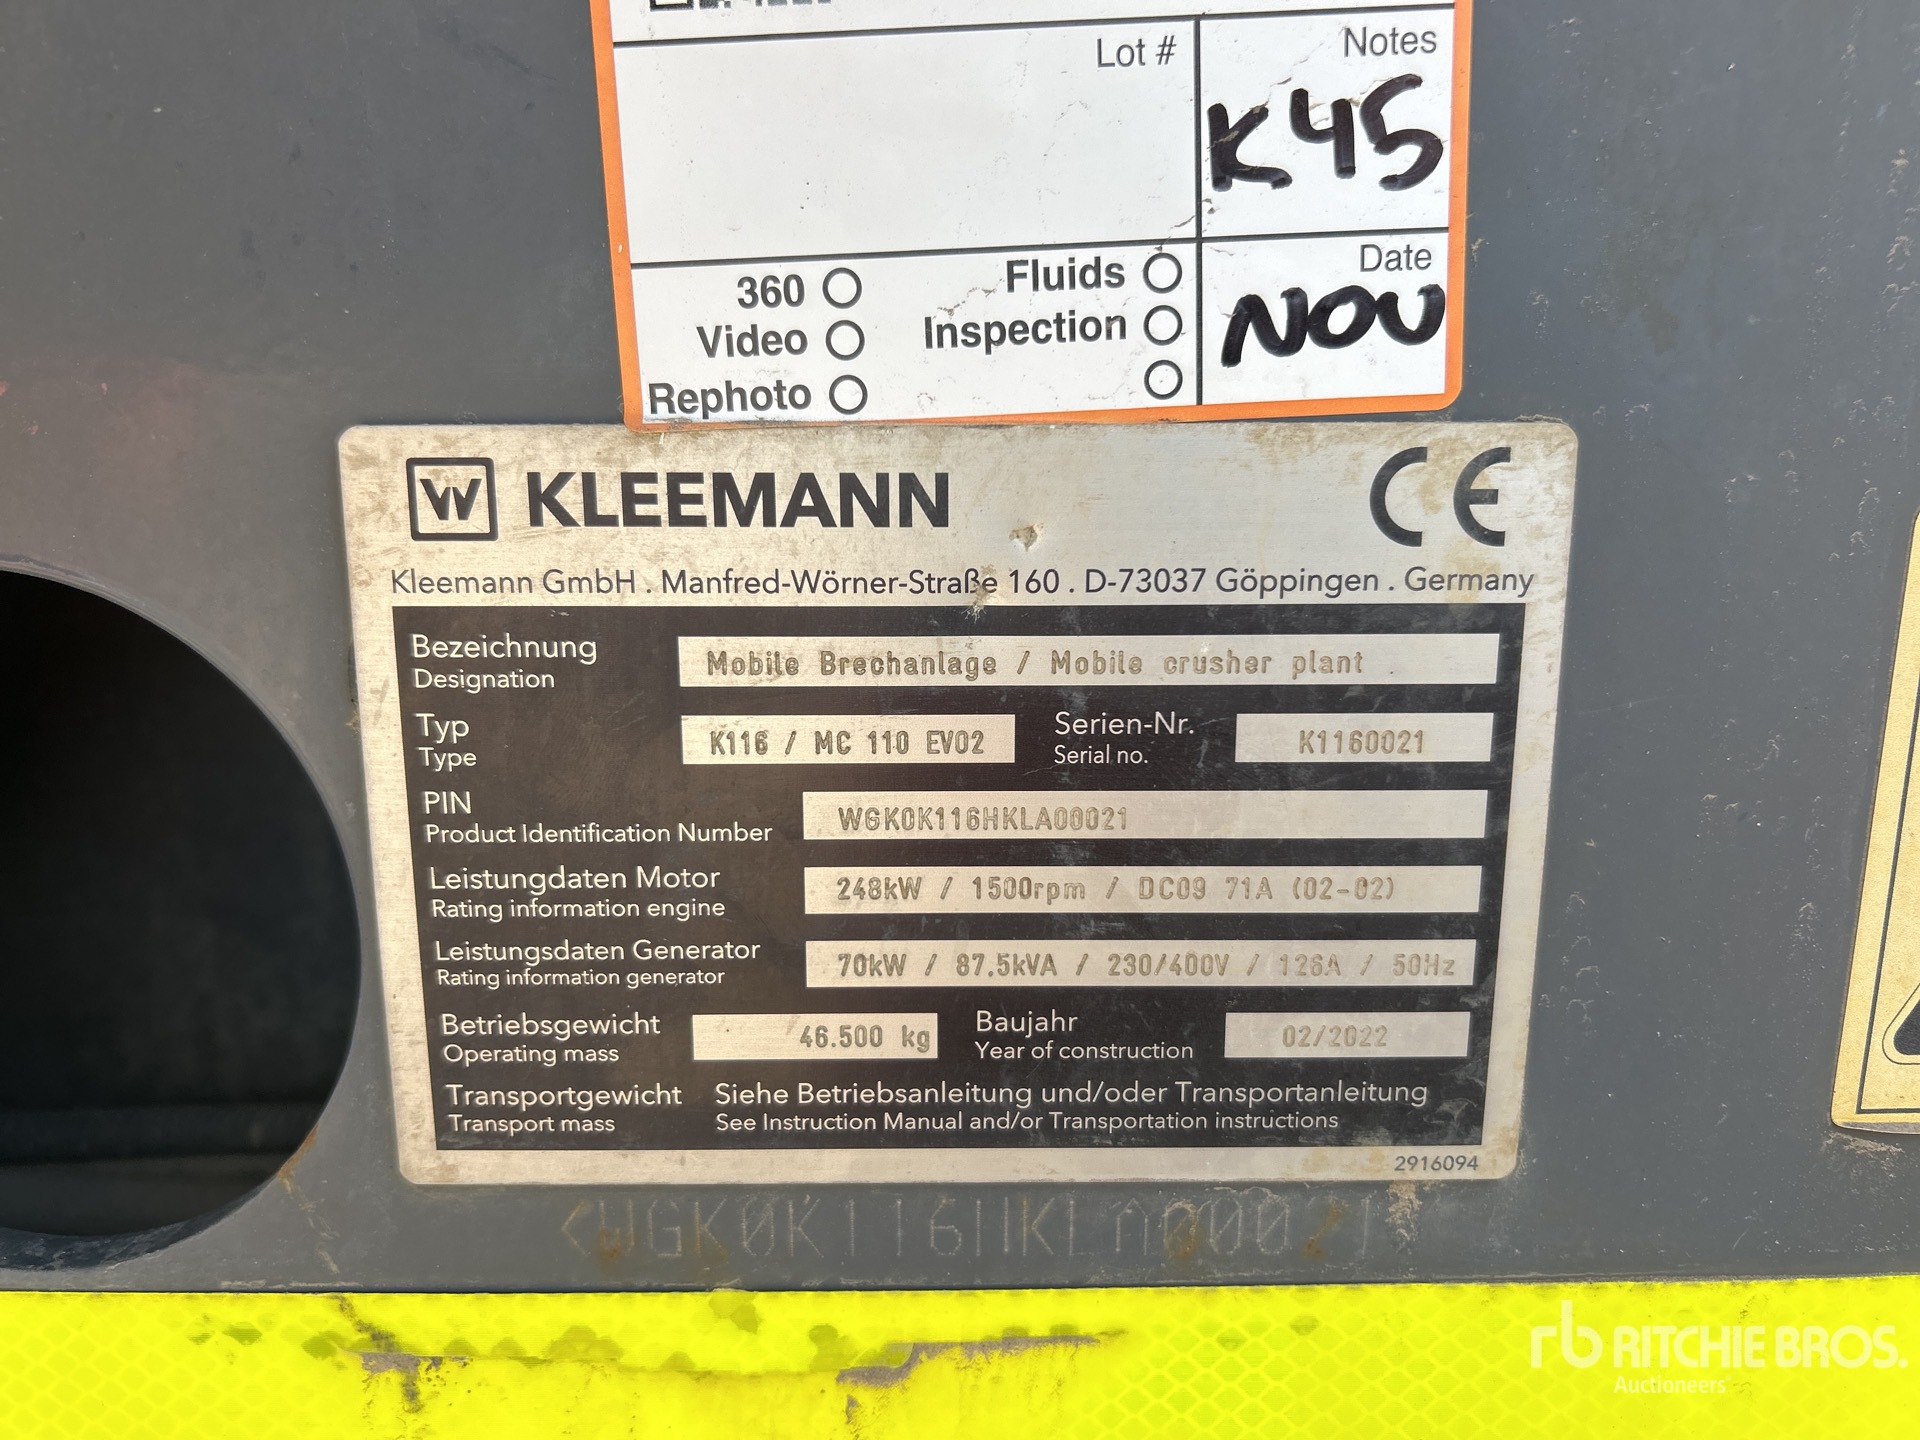 Lot #
Notes
K45
360
Fluids
Date
Video
Inspection
NOV
Rephoto
W KLEEMANN CE
Kleemann GmbH . Manfred-Wörner-Straße 160 . D-73037 Göppingen . Germany
Bezeichnung
Designation
Mobile Brechanlage / Mobile crusher plant
Typ
Type
K116 / MC 110 EVO2
Serien-Nr.
Serial no.
K1160021
PIN
Product Identification Number
WGK0K116HKLA00021
Leistungdaten Motor
Rating information engine
248kW / 1500rpm / DC09 71A (02-02)
Leistungsdaten Generator
Rating information generator
70kW / 87.5kVA / 230/400V / 126A / 50Hz
Betriebsgewicht
Operating mass
46.500 kg
Baujahr
Year of construction
02/2022
Transportgewicht
Transport mass
Siehe Betriebsanleitung und/oder Transportanleitung
See Instruction Manual and/or Transportation instructions
2916094
<WGK0K116HKLA00021
rb RITCHIE BROS.
Auctioneers